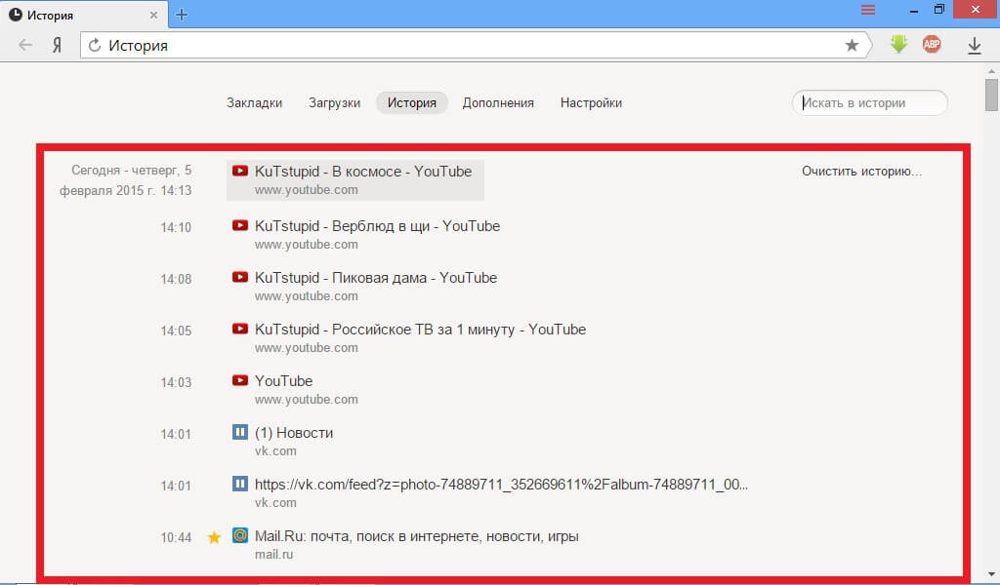 История
Я
История
ABP
Закладки Загрузки История Дополнения Настройки Искать в истории
Сегодня - четверг, 5
февраля 2015 г. 14:13
KuTstupid - В космосе - YouTube
www.youtube.com
Очистить историю...
14:10 KuTstupid - Верблюд в щи - YouTube
www.youtube.com
14:08 KuTstupid - Пиковая дама - YouTube
www.youtube.com
14:05 KuTstupid - Российское ТВ за 1 минуту - YouTube
www.youtube.com
14:03 YouTube
www.youtube.com
14:01 (1) Новости
vk.com
14:01 https://vk.com/feed?z=photo-74889711_352669611%2Falbum-74889711_00...
vk.com
10:44 @ Mail.Ru: почта, поиск в интернете, новости, игры
mail.ru